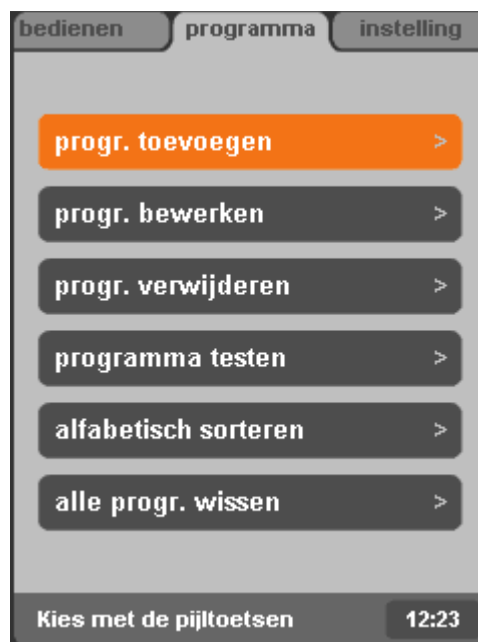 bedienen programma instelling
progr. toevoegen >
progr. bewerken >
progr. verwijderen >
programma testen >
alfabetisch sorteren >
alle progr. wissen >
Kies met de pijltoetsen 12:23